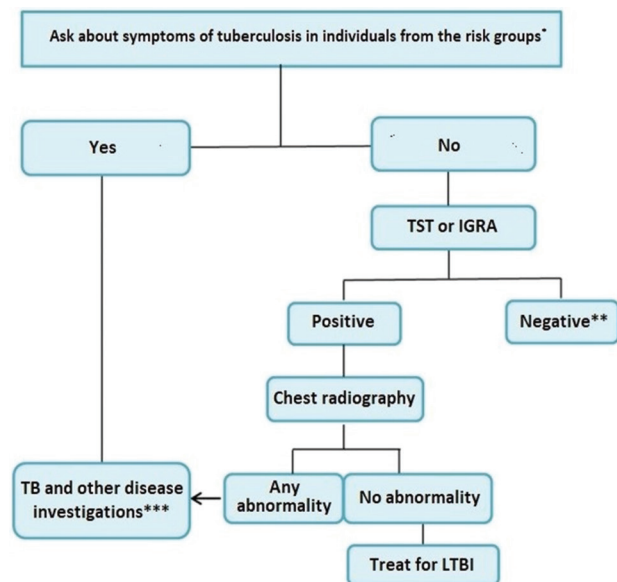 Ask about symptoms of tuberculosis in individuals from the risk groups*
Yes
No
TST or IGRA
Positive
Negative**
Chest radiography
Any
abnormality
No abnormality
TB and other disease
investigations***
Treat for LTBI